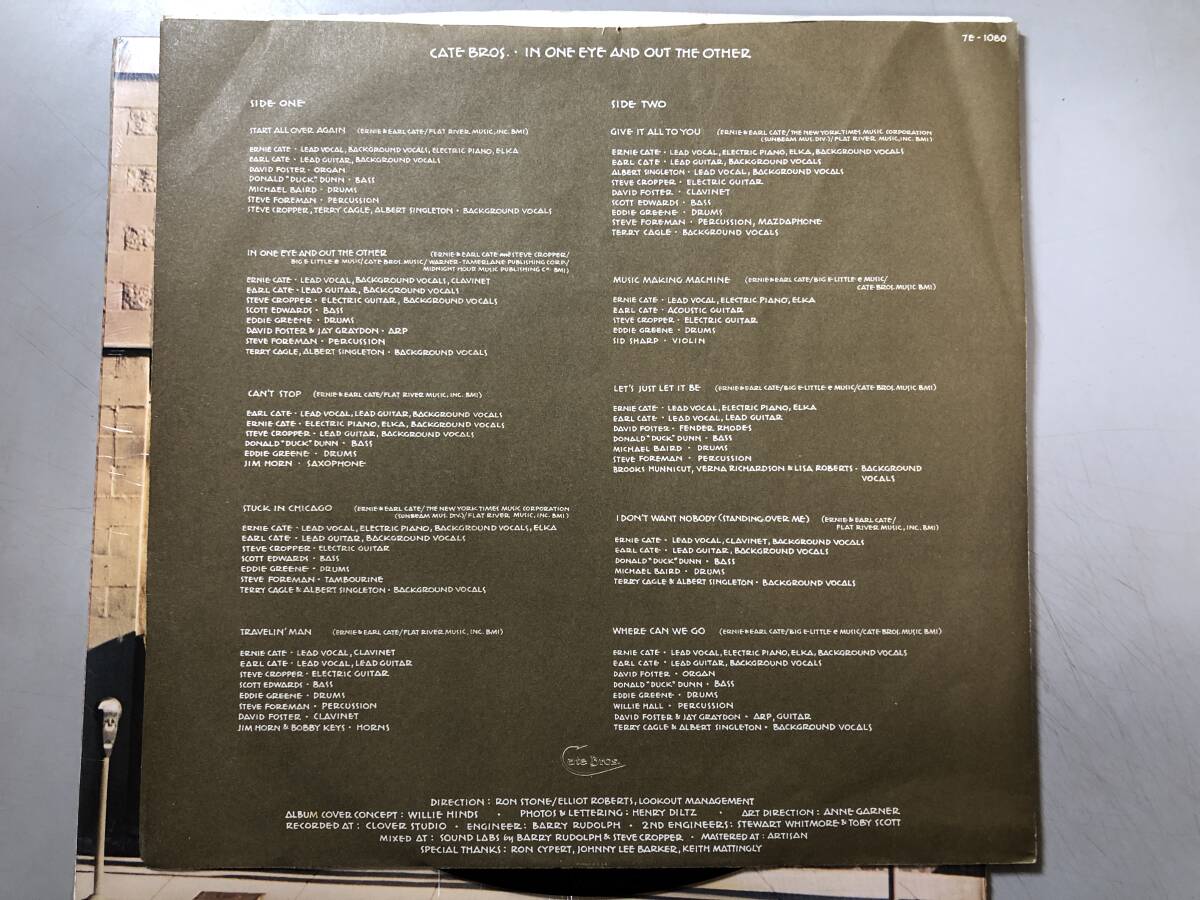 CATE BROS. · IN ONE EYE AND OUT THE OTHER
7E-1080
SIDE ONE
START ALL OVER AGAIN (ERNIE & EARL CATE/FLAT RIVER MUSIC, INC. BMI)
ERNIE CATE · LEAD VOCAL, BACKGROUND VOCALS, ELECTRIC PIANO, ELKA
EARL CATE · LEAD GUITAR, BACKGROUND VOCALS
DAVID FOSTER · ORGAN
DONALD "DUCK" DUNN · BASS
MICHAEL BAIRD · DRUMS
STEVE FOREMAN · PERCUSSION
STEVE CROPPER, TERRY CAGLE, ALBERT SINGLETON · BACKGROUND VOCALS
IN ONE EYE AND OUT THE OTHER (ERNIE & EARL CATE and STEVE CROPPER/
BIG E-LITTLE e MUSIC/CATE BROS. MUSIC/WARNER-TAMERLANE PUBLISHING CORP./
MIDNIGHT HOUR MUSIC PUBLISHING CO. BMI)
ERNIE CATE · LEAD VOCAL, BACKGROUND VOCALS, CLAVINET
EARL CATE · LEAD GUITAR, BACKGROUND VOCALS
STEVE CROPPER · ELECTRIC GUITAR, BACKGROUND VOCALS
SCOTT EDWARDS · BASS
EDDIE GREENE · DRUMS
DAVID FOSTER & JAY GRAYDON · ARP
STEVE FOREMAN · PERCUSSION
TERRY CAGLE, ALBERT SINGLETON · BACKGROUND VOCALS
CAN'T STOP (ERNIE & EARL CATE/FLAT RIVER MUSIC, INC. BMI)
EARL CATE · LEAD VOCAL, LEAD GUITAR, BACKGROUND VOCALS
ERNIE CATE · ELECTRIC PIANO, ELKA, BACKGROUND VOCALS
STEVE CROPPER · LEAD GUITAR, BACKGROUND VOCALS
DONALD "DUCK" DUNN · BASS
EDDIE GREENE · DRUMS
JIM HORN · SAXOPHONE
STUCK IN CHICAGO (ERNIE & EARL CATE/THE NEW YORK TIMES MUSIC CORPORATION
(SUNBEAM MUS. DIV.)/FLAT RIVER MUSIC, INC. BMI)
ERNIE CATE · LEAD VOCAL, ELECTRIC PIANO, BACKGROUND VOCALS, ELKA
EARL CATE · LEAD GUITAR, BACKGROUND VOCALS
STEVE CROPPER · ELECTRIC GUITAR
SCOTT EDWARDS · BASS
EDDIE GREENE · DRUMS
STEVE FOREMAN · TAMBOURINE
TERRY CAGLE & ALBERT SINGLETON · BACKGROUND VOCALS
TRAVELIN' MAN (ERNIE & EARL CATE/FLAT RIVER MUSIC, INC. BMI)
ERNIE CATE · LEAD VOCAL, CLAVINET
EARL CATE · LEAD VOCAL, LEAD GUITAR
STEVE CROPPER · ELECTRIC GUITAR
SCOTT EDWARDS · BASS
EDDIE GREENE · DRUMS
STEVE FOREMAN · PERCUSSION
DAVID FOSTER · CLAVINET
JIM HORN & BOBBY KEYS · HORNS
SIDE TWO
GIVE IT ALL TO YOU (ERNIE & EARL CATE/THE NEW YORK TIMES MUSIC CORPORATION
(SUNBEAM MUS. DIV.)/FLAT RIVER MUSIC, INC. BMI)
ERNIE CATE · LEAD VOCAL, ELECTRIC PIANO, ELKA, BACKGROUND VOCALS
EARL CATE · LEAD GUITAR, BACKGROUND VOCALS
ALBERT SINGLETON · LEAD VOCAL, BACKGROUND VOCALS
STEVE CROPPER · ELECTRIC GUITAR
DAVID FOSTER · CLAVINET
SCOTT EDWARDS · BASS
EDDIE GREENE · DRUMS
STEVE FOREMAN · PERCUSSION, MAZDAPHONE
TERRY CAGLE · BACKGROUND VOCALS
MUSIC MAKING MACHINE (ERNIE & EARL CATE/BIG E-LITTLE e MUSIC/
CATE BROS. MUSIC BMI)
ERNIE CATE · LEAD VOCAL, ELECTRIC PIANO, ELKA
EARL CATE · ACOUSTIC GUITAR
STEVE CROPPER · ELECTRIC GUITAR
EDDIE GREENE · DRUMS
SID SHARP · VIOLIN
LET'S JUST LET IT BE (ERNIE & EARL CATE/BIG E-LITTLE e MUSIC/CATE BROS. MUSIC BMI)
ERNIE CATE · LEAD VOCAL, ELECTRIC PIANO, ELKA
EARL CATE · LEAD VOCAL, LEAD GUITAR
DAVID FOSTER · FENDER RHODES
DONALD "DUCK" DUNN · BASS
MICHAEL BAIRD · DRUMS
STEVE FOREMAN · PERCUSSION
BROOKS HUNNICUT, VERNA RICHARDSON & LISA ROBERTS · BACKGROUND
VOCALS
I DON'T WANT NOBODY (STANDING OVER ME) (ERNIE & EARL CATE/
FLAT RIVER MUSIC, INC. BMI)
ERNIE CATE · LEAD VOCAL, CLAVINET, BACKGROUND VOCALS
EARL CATE · LEAD GUITAR, BACKGROUND VOCALS
DONALD "DUCK" DUNN · BASS
MICHAEL BAIRD · DRUMS
TERRY CAGLE & ALBERT SINGLETON · BACKGROUND VOCALS
WHERE CAN WE GO (ERNIE & EARL CATE/BIG E-LITTLE e MUSIC/CATE BROS. MUSIC BMI)
ERNIE CATE · LEAD VOCAL, ELECTRIC PIANO, ELKA, BACKGROUND VOCALS
EARL CATE · LEAD GUITAR, BACKGROUND VOCALS
DAVID FOSTER · ORGAN
DONALD "DUCK" DUNN · BASS
EDDIE GREENE · DRUMS
WILLIE HALL · PERCUSSION
DAVID FOSTER & JAY GRAYDON · ARP, GUITAR
TERRY CAGLE & ALBERT SINGLETON · BACKGROUND VOCALS
Cate Bros.
DIRECTION: RON STONE/ELLIOT ROBERTS, LOOKOUT MANAGEMENT
ALBUM COVER CONCEPT: WILLIE HINDS · PHOTOS & LETTERING: HENRY DILTZ · ART DIRECTION: ANNE GARNER
RECORDED AT: CLOVER STUDIO · ENGINEER: BARRY RUDOLPH · 2ND ENGINEERS: STEWART WHITMORE & TOBY SCOTT
MIXED AT: SOUND LABS by BARRY RUDOLPH & STEVE CROPPER · MASTERED AT: ARTISAN
SPECIAL THANKS: RON CYPERT, JOHNNY LEE BARKER, KEITH MATTINGLY